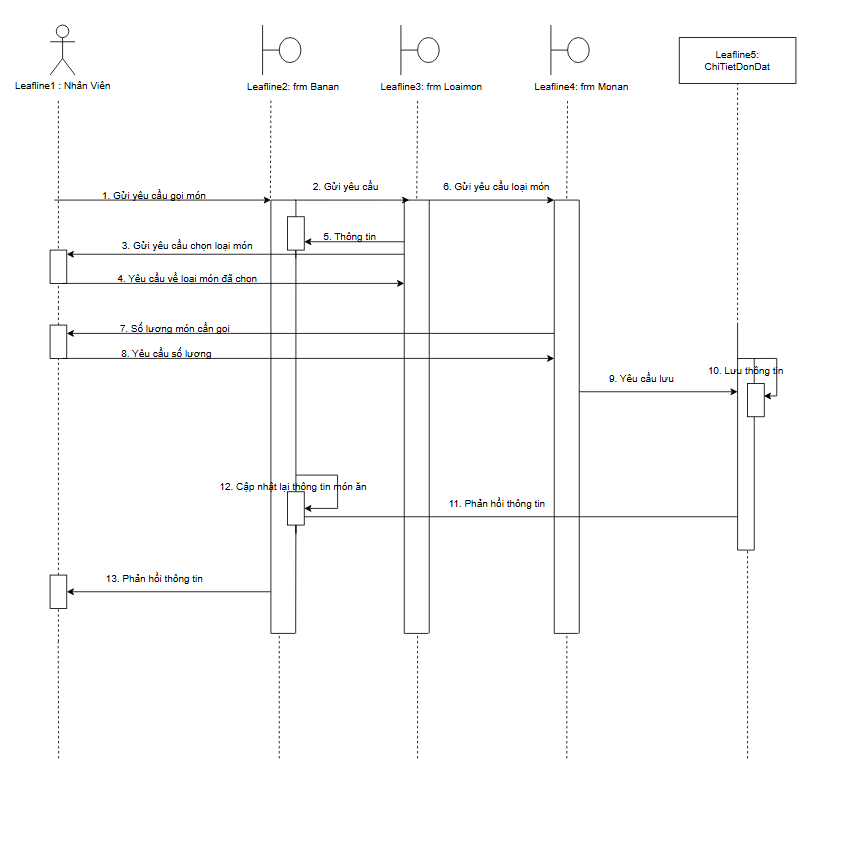 Leafline1 : Nhân Viên
Leafline2: frm Banan
Leafline3: frm Loaimon
Leafline4: frm Monan
Leafline5:
ChiTietDonDat
1. Gửi yêu cầu gọi món
2. Gửi yêu cầu
6. Gửi yêu cầu loại món
5. Thông tin
3. Gửi yêu cầu chọn loại món
4. Yêu cầu về loại món đã chọn
7. Số lượng món cần gọi
8. Yêu cầu số lượng
10. Lưu thông tin
9. Yêu cầu lưu
12. Cập nhật lại thông tin món ăn
11. Phản hồi thông tin
13. Phản hồi thông tin